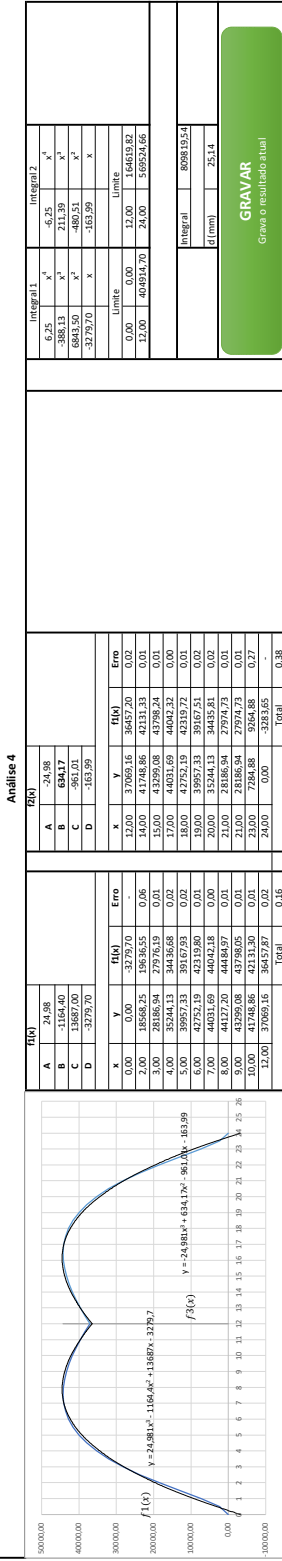 Análise 4
50000,00
40000,00
30000,00
20000,00
10000,00
0,00
-10000,00
0 1 2 3 4 5 6 7 8 9 10 11 12 13 14 15 16 17 18 19 20 21 22 23 24 25 26
f1(x)
y = 24,981x³ - 1164,4x² + 13687x - 3279,7
f3(x)
y = -24,981x³ + 634,17x² - 961,01x - 163,99
f1(x)
A 24,98
B -1164,40
C 13687,00
D -3279,70
x y f1(x) Erro
0,00 0,00 -3279,70 -
2,00 18568,25 19636,55 0,06
3,00 28186,94 27976,19 0,01
4,00 35244,13 34436,68 0,02
5,00 39957,33 39167,93 0,02
6,00 42752,19 42319,80 0,01
7,00 44031,69 44042,18 0,00
8,00 44127,20 44484,97 0,01
9,00 43299,08 43798,05 0,01
10,00 41748,86 42131,30 0,01
12,00 37069,16 36457,87 0,02
Total 0,16
f2(x)
A -24,98
B 634,17
C -961,01
D -163,99
x y f1(x) Erro
12,00 37069,16 36457,20 0,02
14,00 41748,86 42131,33 0,01
15,00 43299,08 43798,24 0,01
17,00 44031,69 44042,32 0,00
18,00 42752,19 42319,72 0,01
19,00 39957,33 39167,51 0,02
20,00 35244,13 34435,81 0,02
21,00 28186,94 27974,73 0,01
21,00 28186,94 27974,73 0,01
23,00 7284,88 9264,88 0,27
24,00 0,00 -3283,65 -
Total 0,38
Integral 1
6,25 x⁴
-388,13 x³
6843,50 x²
-3279,70 x
Limite
0,00 0,00
12,00 404914,70
Integral 2
-6,25 x⁴
211,39 x³
-480,51 x²
-163,99 x
Limite
12,00 164619,82
24,00 569524,66
Integral 809819,54
d (mm) 25,14
GRAVAR
Grava o resultado atual